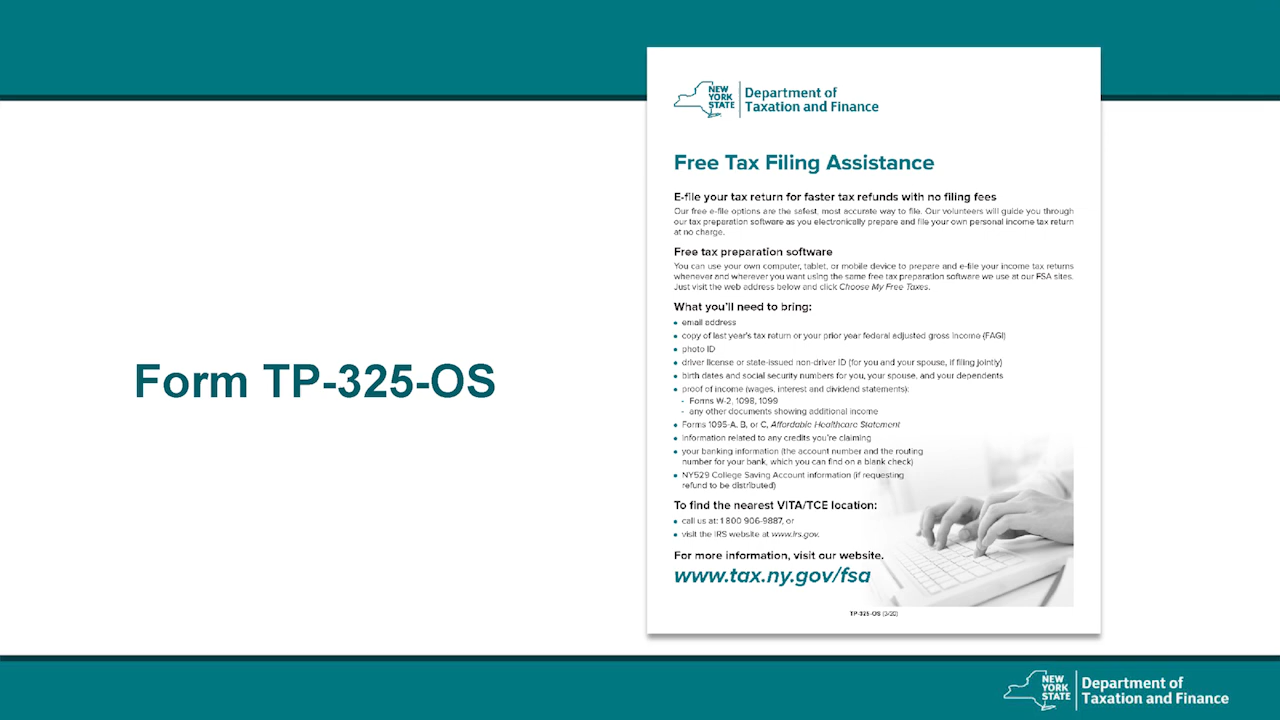 Form TP-325-OS
NEW
YORK
STATE
Department of
Taxation and Finance
Free Tax Filing Assistance
E-file your tax return for faster tax refunds with no filing fees
Our free e-file options are the safest, most accurate way to file. Our volunteers will guide you through
our tax preparation software as you electronically prepare and file your own personal income tax return
at no charge.
Free tax preparation software
You can use your own computer, tablet, or mobile device to prepare and e-file your income tax returns
whenever and wherever you want using the same free tax preparation software we use at our FSA sites.
Just visit the web address below and click Choose My Free Taxes.
What you'll need to bring:
• email address
• copy of last year's tax return or your prior year federal adjusted gross income (FAGI)
• photo ID
• driver license or state-issued non-driver ID (for you and your spouse, if filing jointly)
• birth dates and social security numbers for you, your spouse, and your dependents
• proof of income (wages, interest and dividend statements):
- Forms W-2, 1098, 1099
- any other documents showing additional income
• Forms 1095-A, B, or C, Affordable Healthcare Statement
• information related to any credits you're claiming
• your banking information (the account number and the routing
number for your bank, which you can find on a blank check)
• NY529 College Saving Account information (if requesting
refund to be distributed)
To find the nearest VITA/TCE location:
• call us at: 1 800 906-9887, or
• visit the IRS website at www.irs.gov.
For more information, visit our website.
www.tax.ny.gov/fsa
TP-325-OS (3/20)
NEW
YORK
STATE
Department of
Taxation and Finance